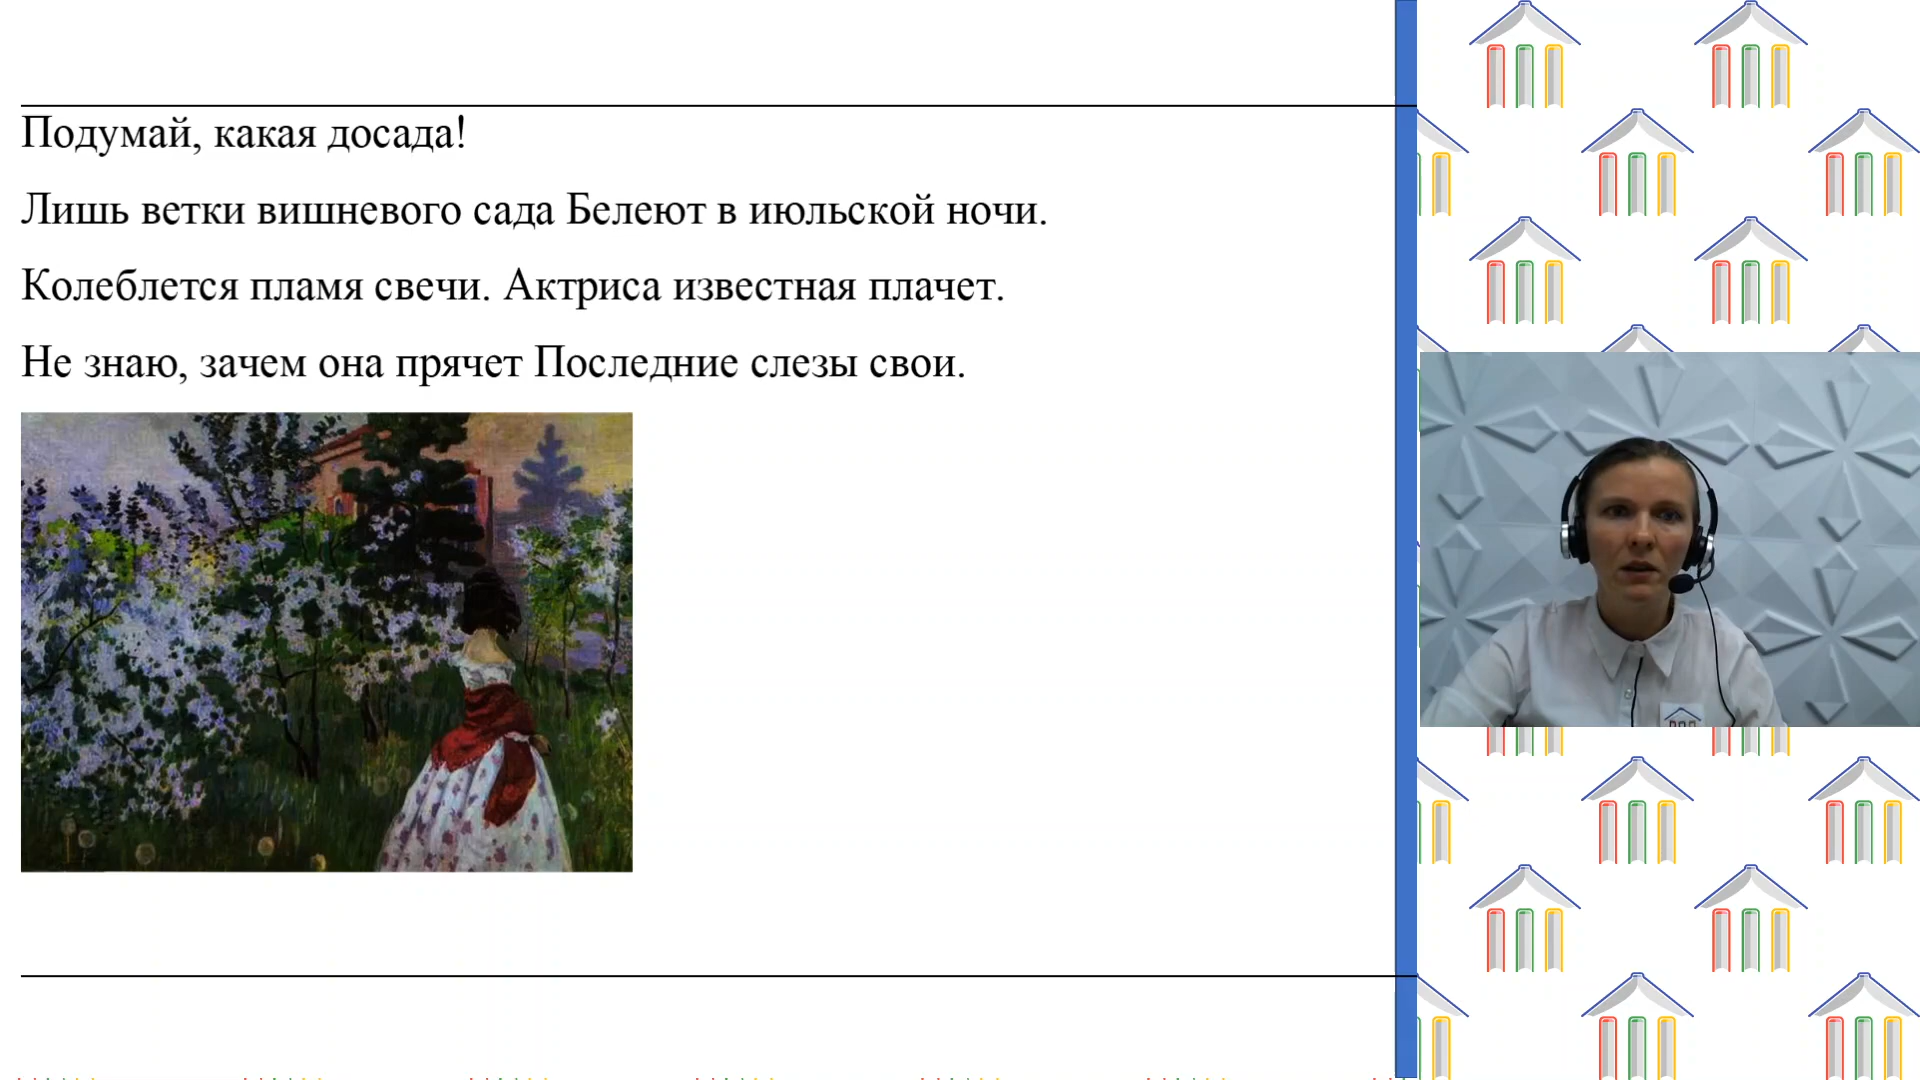 Подумай, какая досада!
Лишь ветки вишневого сада Белеют в июльской ночи.
Колеблется пламя свечи. Актриса известная плачет.
Не знаю, зачем она прячет Последние слезы свои.